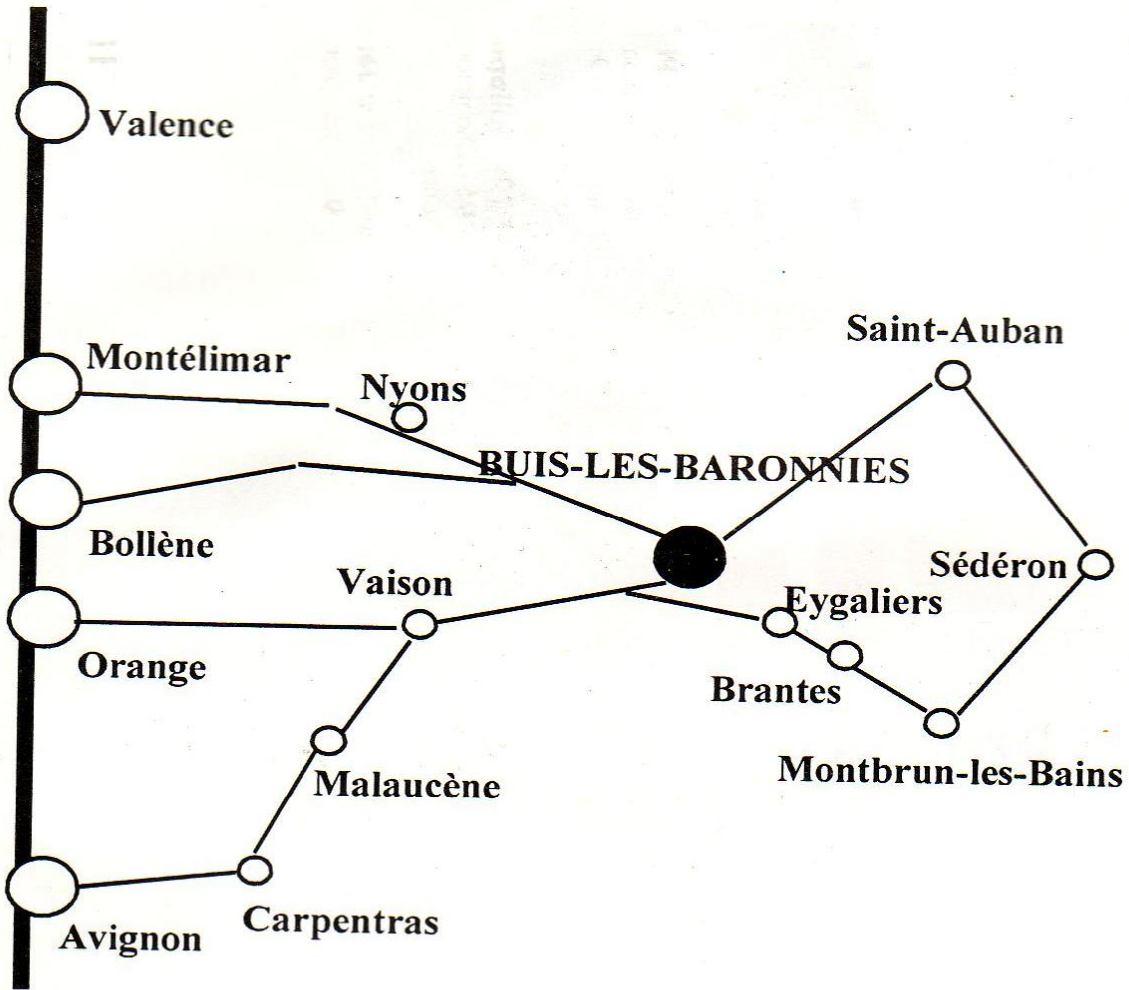 Valence
Saint-Auban
Montélimar
Nyons
BUIS-LES-BARONNIES
Bollène
Sédéron
Vaison
Eygaliers
Orange
Brantes
Malaucène
Montbrun-les-Bains
Carpentras
Avignon